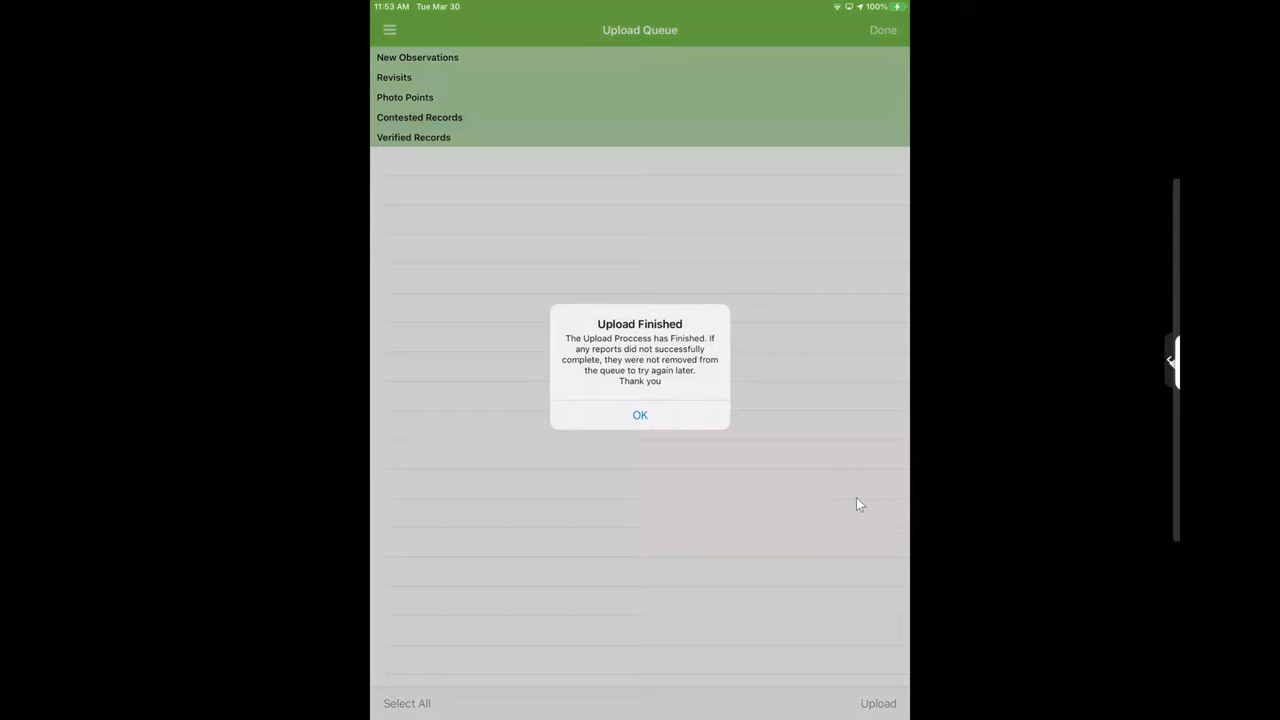 11:53 AM Tue Mar 30
100%
Upload Queue
Done
New Observations
Revisits
Photo Points
Contested Records
Verified Records
Upload Finished
The Upload Proccess has Finished. If
any reports did not successfully
complete, they were not removed from
the queue to try again later.
Thank you
OK
Select All
Upload